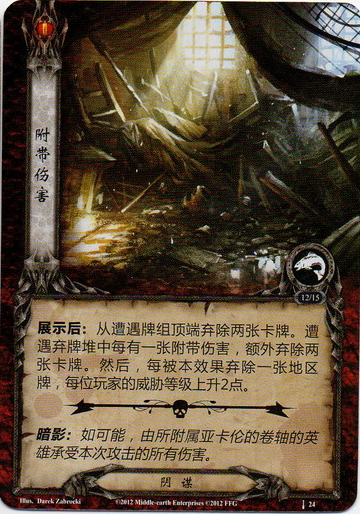 附带伤害
12/15
展示后：从遭遇牌组顶端弃除两张卡牌。遭
遇弃牌堆中每有一张附带伤害，额外弃除两
张卡牌。然后，每被本效果弃除一张地区
牌，每位玩家的威胁等级上升2点。
暗影：如可能，由所附属亚卡伦的卷轴的英
雄承受本次攻击的所有伤害。
阴谋
Illus. Darek Zabrocki
©2012 Middle-earth Enterprises ©2012 FFG
24